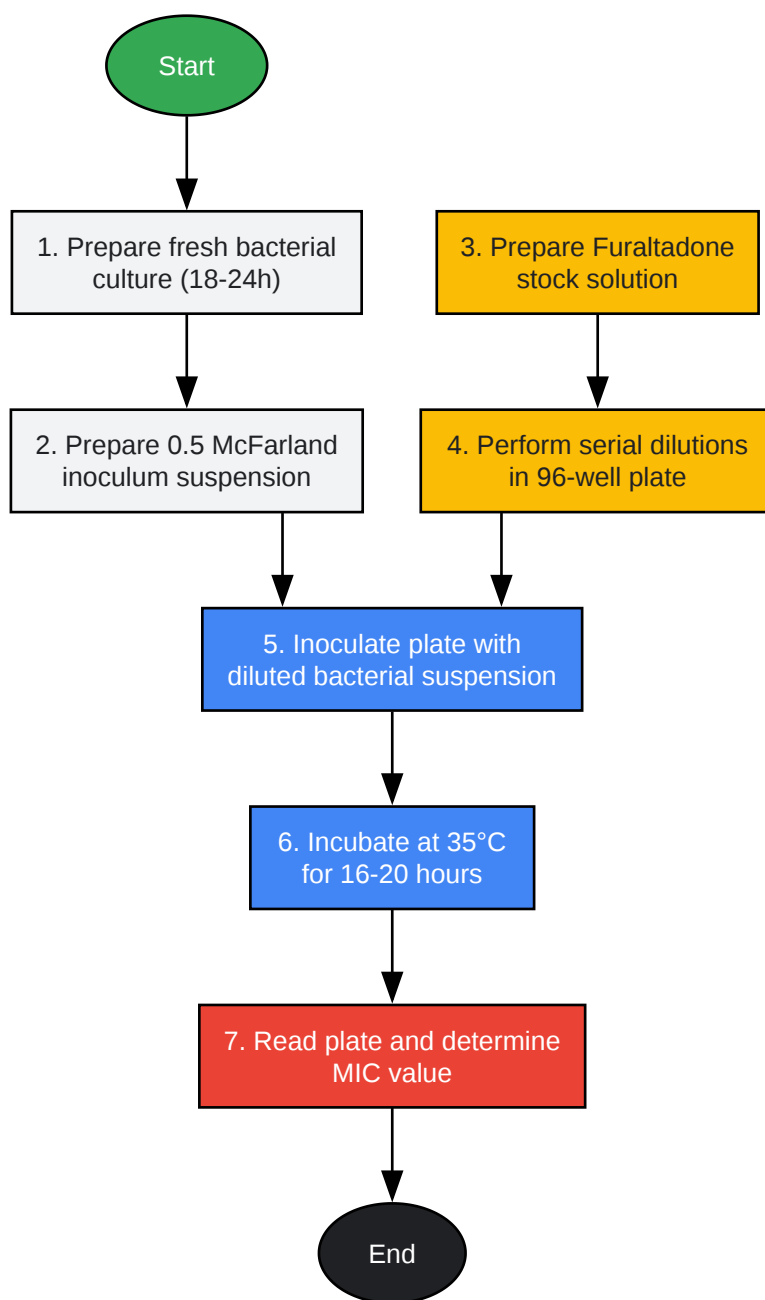 Start
1. Prepare fresh bacterial
culture (18-24h)
3. Prepare Furaltadone
stock solution
2. Prepare 0.5 McFarland
inoculum suspension
4. Perform serial dilutions
in 96-well plate
5. Inoculate plate with
diluted bacterial suspension
6. Incubate at 35°C
for 16-20 hours
7. Read plate and determine
MIC value
End